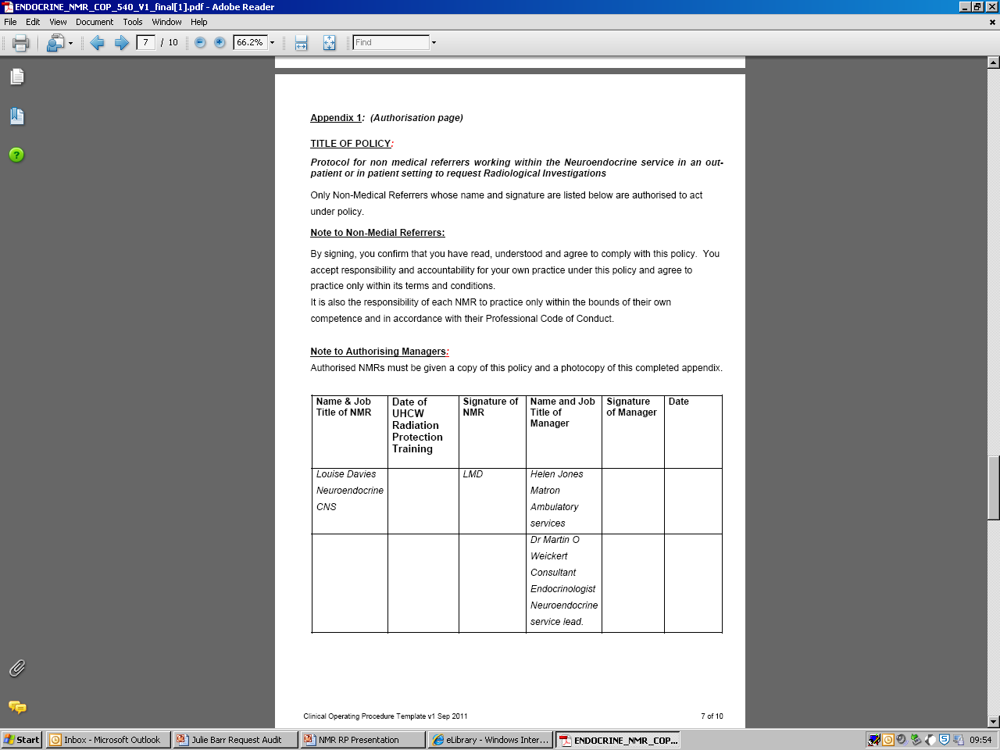 ENDOCRINE_NMR_COP_540_V1_final[1].pdf - Adobe Reader
File Edit View Document Tools Window Help
7 / 10 66.2% Find
Appendix 1: (Authorisation page)
TITLE OF POLICY:
Protocol for non medical referrers working within the Neuroendocrine service in an out-
patient or in patient setting to request Radiological Investigations
Only Non-Medical Referrers whose name and signature are listed below are authorised to act
under policy.
Note to Non-Medial Referrers:
By signing, you confirm that you have read, understood and agree to comply with this policy. You
accept responsibility and accountability for your own practice under this policy and agree to
practice only within its terms and conditions.
It is also the responsibility of each NMR to practice only within the bounds of their own
competence and in accordance with their Professional Code of Conduct.
Note to Authorising Managers:
Authorised NMRs must be given a copy of this policy and a photocopy of this completed appendix.
Name & Job
Title of NMR
Date of
UHCW
Radiation
Protection
Training
Signature of
NMR
Name and Job
Title of
Manager
Signature
of Manager
Date
Louise Davies
Neuroendocrine
CNS
LMD
Helen Jones
Matron
Ambulatory
services
Dr Martin O
Weickert
Consultant
Endocrinologist
Neuroendocrine
service lead.
Clinical Operating Procedure Template v1 Sep 2011 7 of 10
Start Inbox - Microsoft Outlook Julie Barr Request Audit NMR RP Presentation eLibrary - Windows Inter... ENDOCRINE_NMR_COP... 09:54